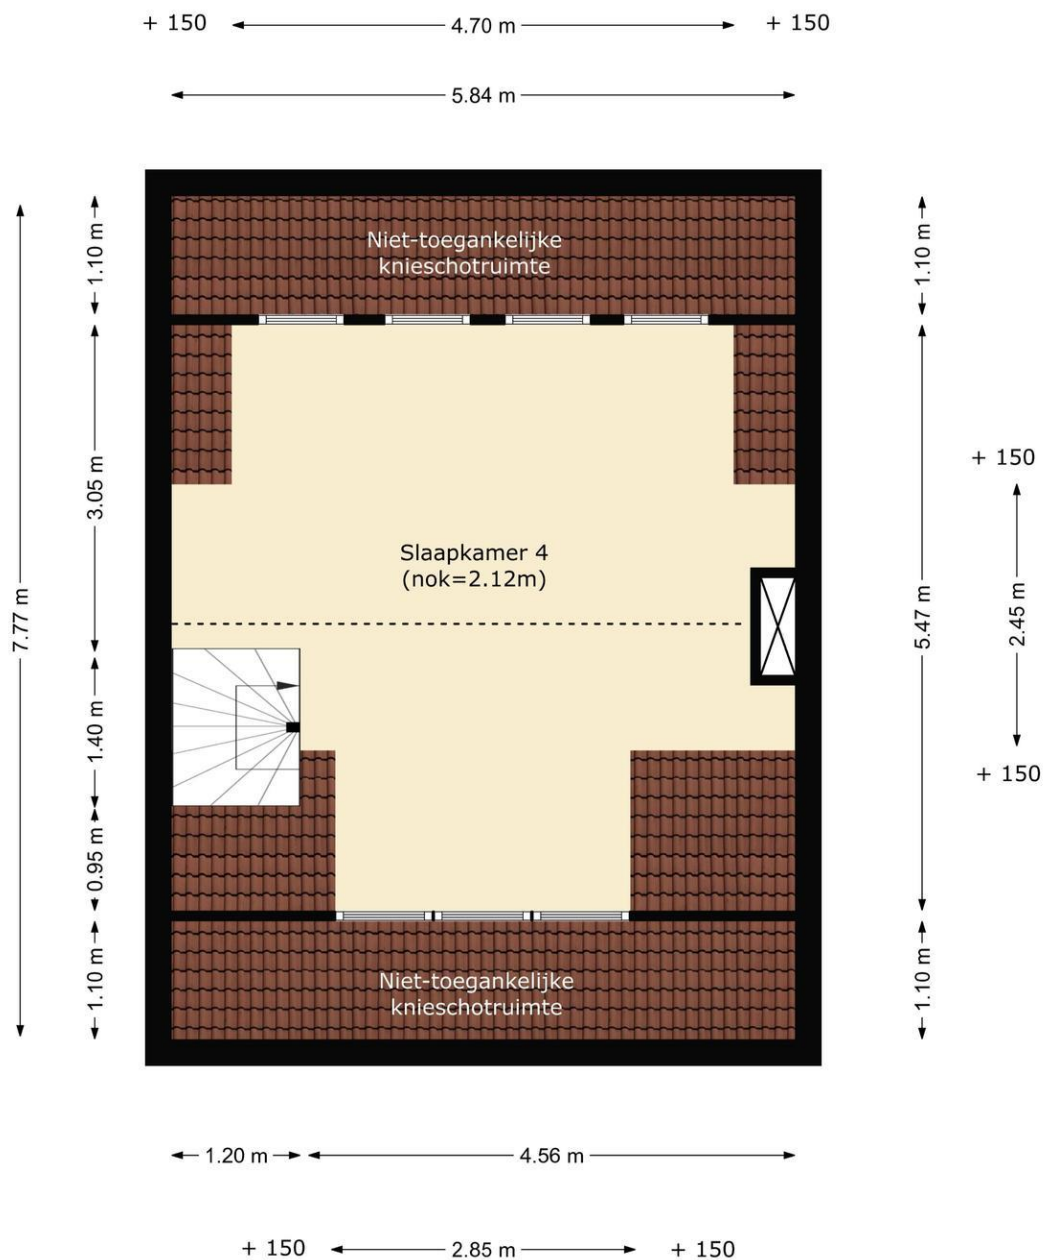 + 150
4.70 m
+ 150
5.84 m
1.10 m
Niet-toegankelijke
knieschotruimte
1.10 m
3.05 m
+ 150
Slaapkamer 4
(nok=2.12m)
7.77 m
5.47 m
2.45 m
1.40 m
+ 150
0.95 m
1.10 m
Niet-toegankelijke
knieschotruimte
1.10 m
1.20 m
4.56 m
+ 150
2.85 m
+ 150